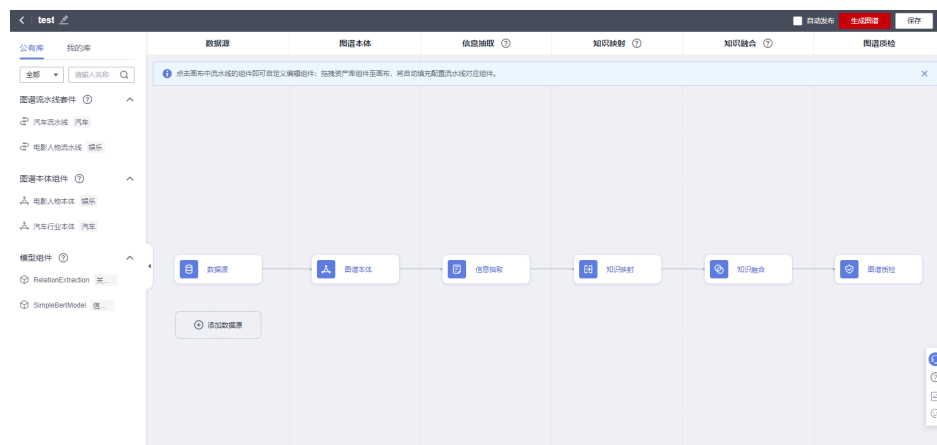 test
自动发布 生成图谱 保存
公有库 我的库
数据源 图谱本体 信息抽取 知识映射 知识融合 图谱质检
全部 请输入名称
点击画布中流水线的组件即可自定义编辑组件；拖拽资产库组件至画布，将自动填充配置流水线对应组件。
图谱流水线套件
汽车流水线 汽车
电影人物流水线 娱乐
图谱本体组件
电影人物本体 娱乐
汽车行业本体 汽车
模型组件
RelationExtraction 关...
SimpleBertModel 信...
数据源 图谱本体 信息抽取 知识映射 知识融合 图谱质检
添加数据源